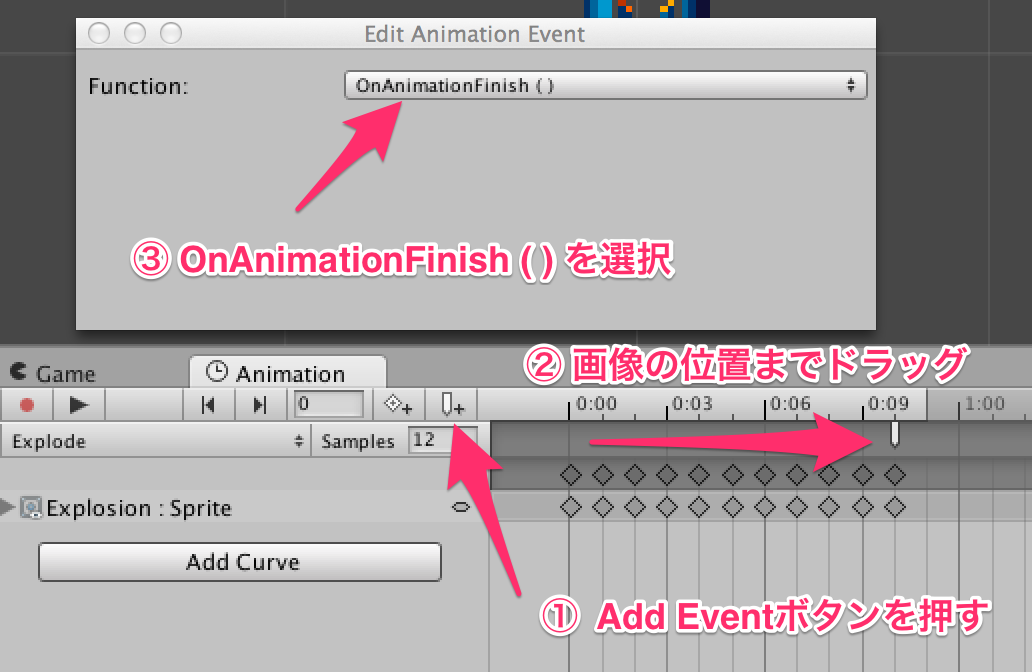 Edit Animation Event
Function:
OnAnimationFinish ( )
③ OnAnimationFinish ( ) を選択
Game
Animation
② 画像の位置までドラッグ
0
0:00
0:03
0:06
0:09
1:00
Explode
Samples
12
Explosion : Sprite
Add Curve
① Add Eventボタンを押す